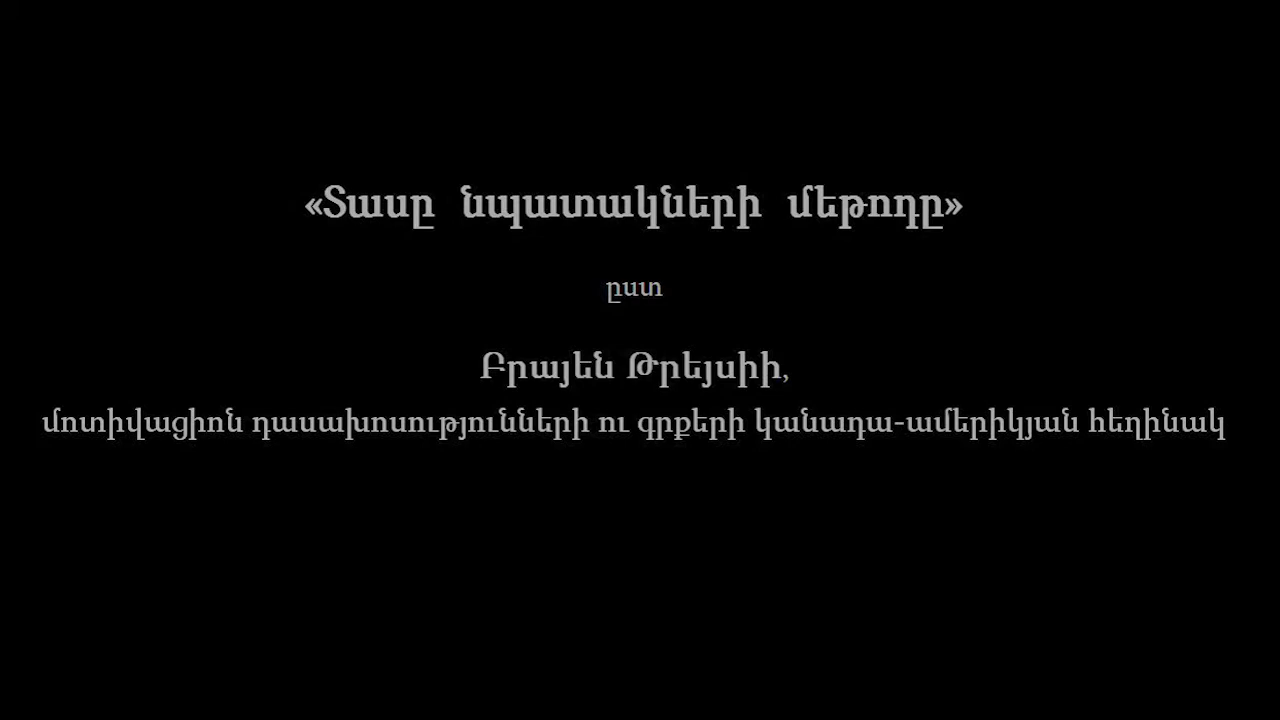 «Տասը նպատակների մեթոդը»
ըստ
Բրայեն Թրեյսիի,
մոտիվացիոն դասախոսությունների ու գրքերի կանադա-ամերիկյան հեղինակ